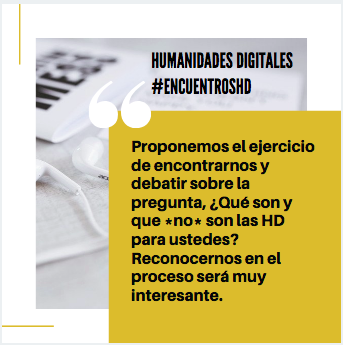 HUMANIDADES DIGITALES
#ENCUENTROSHD
Proponemos el ejercicio
de encontrarnos y
debatir sobre la
pregunta, ¿Qué son y
que *no* son las HD
para ustedes?
Reconocernos en el
proceso será muy
interesante.